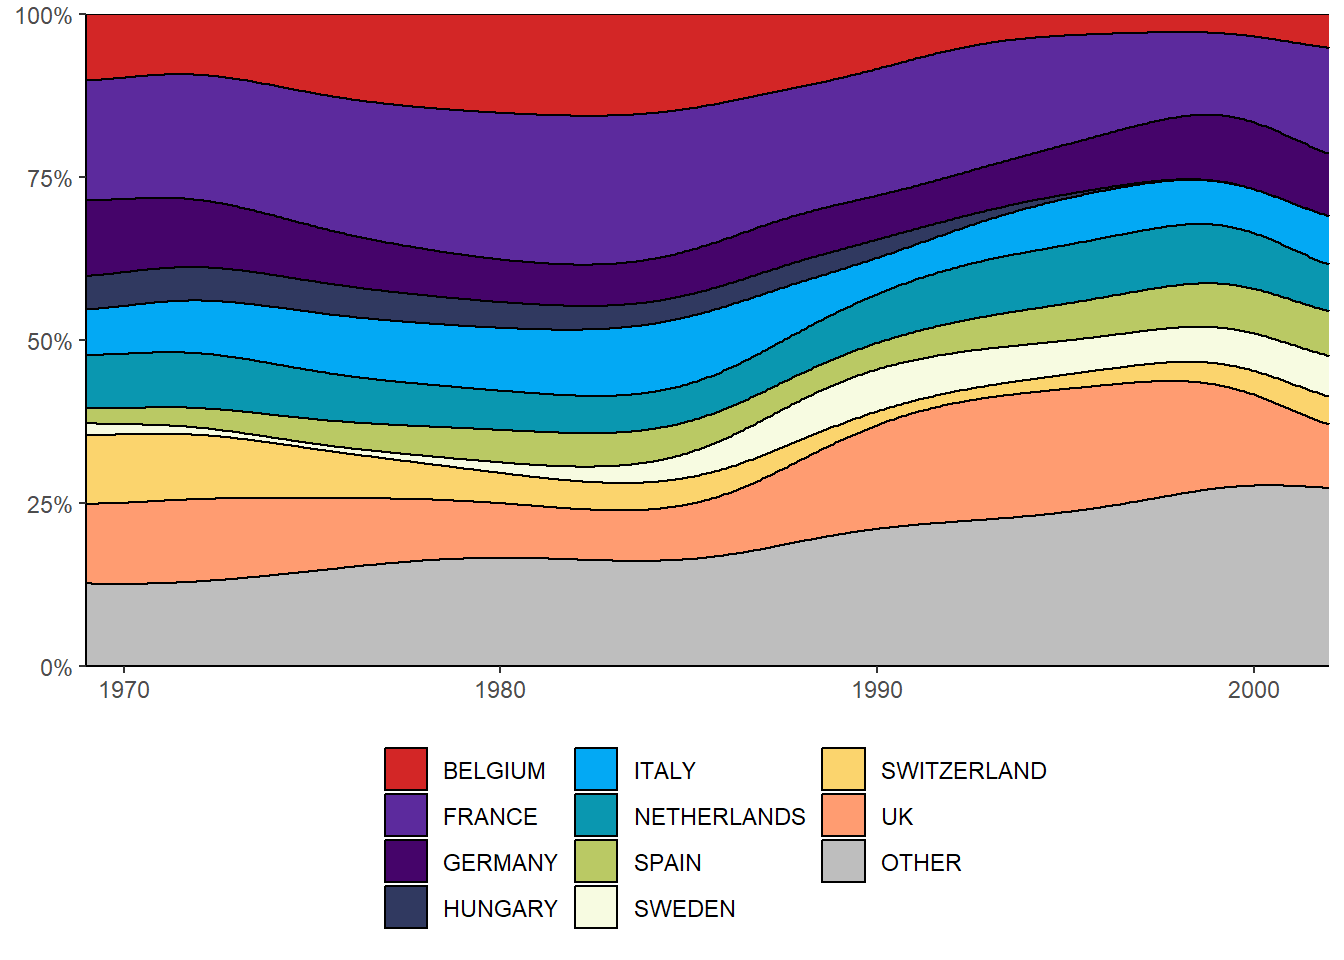 100%
75%
50%
25%
0%
1970 1980 1990 2000
BELGIUM ITALY SWITZERLAND
FRANCE NETHERLANDS UK
GERMANY SPAIN OTHER
HUNGARY SWEDEN